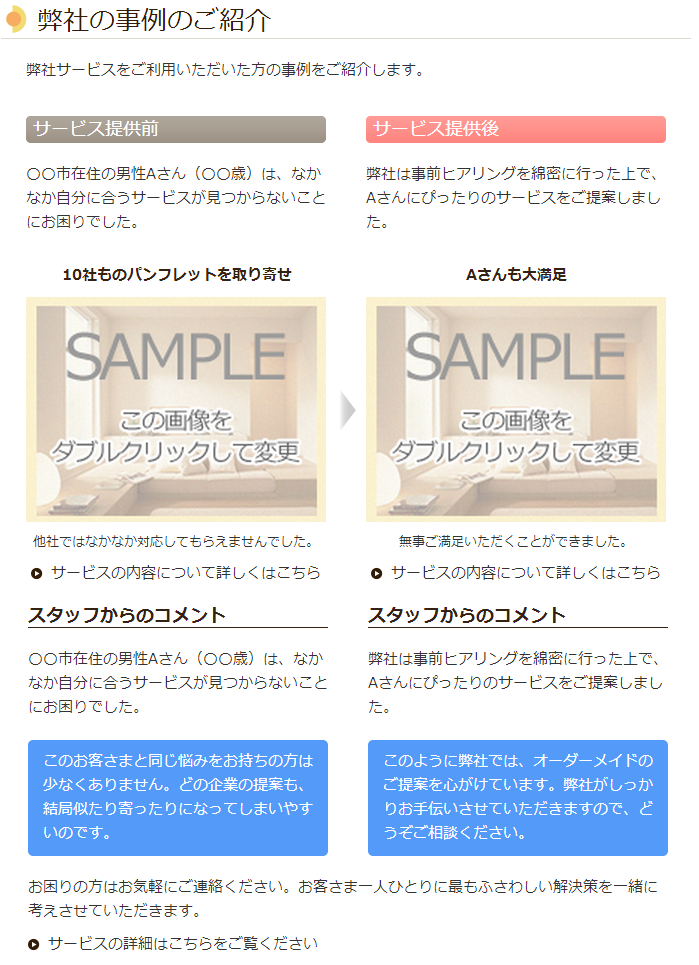 弊社の事例のご紹介
弊社サービスをご利用いただいた方の事例をご紹介します。
サービス提供前
〇〇市在住の男性Aさん（〇〇歳）は、なか
なか自分に合うサービスが見つからないこと
にお困りでした。
10社ものパンフレットを取り寄せ
SAMPLE
この画像を
ダブルクリックして変更
他社ではなかなか対応してもらえませんでした。
サービスの内容について詳しくはこちら
スタッフからのコメント
〇〇市在住の男性Aさん（〇〇歳）は、なか
なか自分に合うサービスが見つからないこと
にお困りでした。
このお客さまと同じ悩みをお持ちの方は
少なくありません。どの企業の提案も、
結局似たり寄ったりになってしまいやす
いのです。
サービス提供後
弊社は事前ヒアリングを綿密に行った上で、
Aさんにぴったりのサービスをご提案しまし
た。
Aさんも大満足
SAMPLE
この画像を
ダブルクリックして変更
無事ご満足いただくことができました。
サービスの内容について詳しくはこちら
スタッフからのコメント
弊社は事前ヒアリングを綿密に行った上で、
Aさんにぴったりのサービスをご提案しまし
た。
このように弊社では、オーダーメイドの
ご提案を心がけています。弊社がしっか
りお手伝いさせていただきますので、ど
うぞご相談ください。
お困りの方はお気軽にご連絡ください。お客さま一人ひとりに最もふさわしい解決策を一緒に
考えさせていただきます。
サービスの詳細はこちらをご覧ください